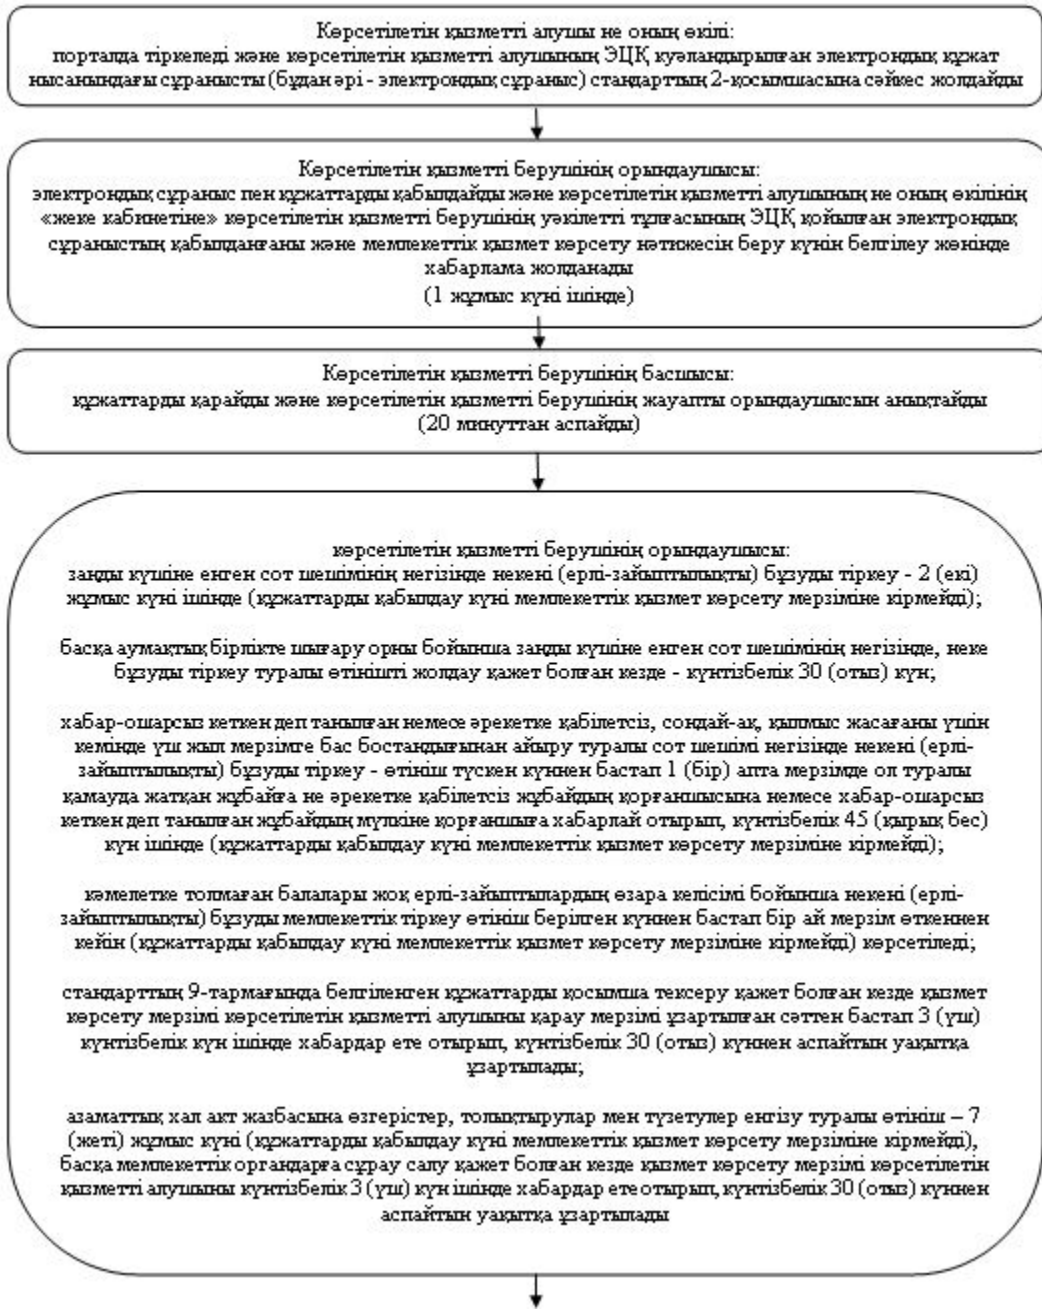 Көрсетілетін қызметті алушы не оның өкілі:
порталда тіркеледі және көрсетілетін қызметті алушының ЭЦҚ куәландырылған электрондық құжат
нысанындағы сұранысты (бұдан әрі - электрондық сұраныс) стандарттың 2-қосымшасына сәйкес жолдайды
Көрсетілетін қызметті берушінің орындаушысы:
электрондық сұраныс пен құжаттарды қабылдайды және көрсетілетін қызметті алушының не оның өкілінің
«жеке кабинетіне» көрсетілетін қызметті берушінің уәкілетті тұлғасының ЭЦҚ қойылған электрондық
сұраныстың қабылданғаны және мемлекеттік қызмет көрсету нәтижесін беру күнін белгілеу жөнінде
хабарлама жолданады
(1 жұмыс күні ішінде)
Көрсетілетін қызметті берушінің басшысы:
құжаттарды қарайды және көрсетілетін қызметті берушінің жауапты орындаушысын анықтайды
(20 минуттан аспайды)
көрсетілетін қызметті берушінің орындаушысы:
заңды күшіне енген сот шешімінің негізінде некені (ерлі-зайыптылықты) бұзуды тіркеу - 2 (екі)
жұмыс күні ішінде (құжаттарды қабылдау күні мемлекеттік қызмет көрсету мерзіміне кірмейді);
басқа аумақтық бірлікте шығару орны бойынша заңды күшіне енген сот шешімінің негізінде, неке
бұзуды тіркеу туралы өтінішті жолдау қажет болған кезде - күнтізбелік 30 (отыз) күн;
хабар-ошарсыз кеткен деп танылған немесе әрекетке қабілетсіз, сондай-ақ, қылмыс жасағаны үшін
кемінде үш жыл мерзімге бас бостандығынан айыру туралы сот шешімі негізінде некені (ерлі-
зайыптылықты) бұзуды тіркеу - өтініш түскен күннен бастап 1 (бір) апта мерзімде ол туралы
қамауда жатқан жұбайға не әрекетке қабілетсіз жұбайдың қорғаншысына немесе хабар-ошарсыз
кеткен деп танылған жұбайдың мүлкіне қорғаншыға хабарлай отырып, күнтізбелік 45 (қырық бес)
күн ішінде (құжаттарды қабылдау күні мемлекеттік қызмет көрсету мерзіміне кірмейді);
кәмелетке толмаған балалары жоқ ерлі-зайыптылардың өзара келісімі бойынша некені (ерлі-
зайыптылықты) бұзуды мемлекеттік тіркеу өтініш берілген күннен бастап бір ай мерзім өткеннен
кейін (құжаттарды қабылдау күні мемлекеттік қызмет көрсету мерзіміне кірмейді) көрсетіледі;
стандарттың 9-тармағында белгіленген құжаттарды қосымша тексеру қажет болған кезде қызмет
көрсету мерзімі көрсетілетін қызметті алушыны қарау мерзімі ұзартылған сәттен бастап 3 (үш)
күнтізбелік күн ішінде хабардар ете отырып, күнтізбелік 30 (отыз) күннен аспайтын уақытқа
ұзартылады;
азаматтық хал акт жазбасына өзгерістер, толықтырулар мен түзетулер енгізу туралы өтініш – 7
(жеті) жұмыс күні (құжаттарды қабылдау күні мемлекеттік қызмет көрсету мерзіміне кірмейді),
басқа мемлекеттік органдарға сұрау салу қажет болған кезде қызмет көрсету мерзімі көрсетілетін
қызметті алушыны күнтізбелік 3 (үш) күн ішінде хабардар ете отырып, күнтізбелік 30 (отыз) күннен
аспайтын уақытқа ұзартылады